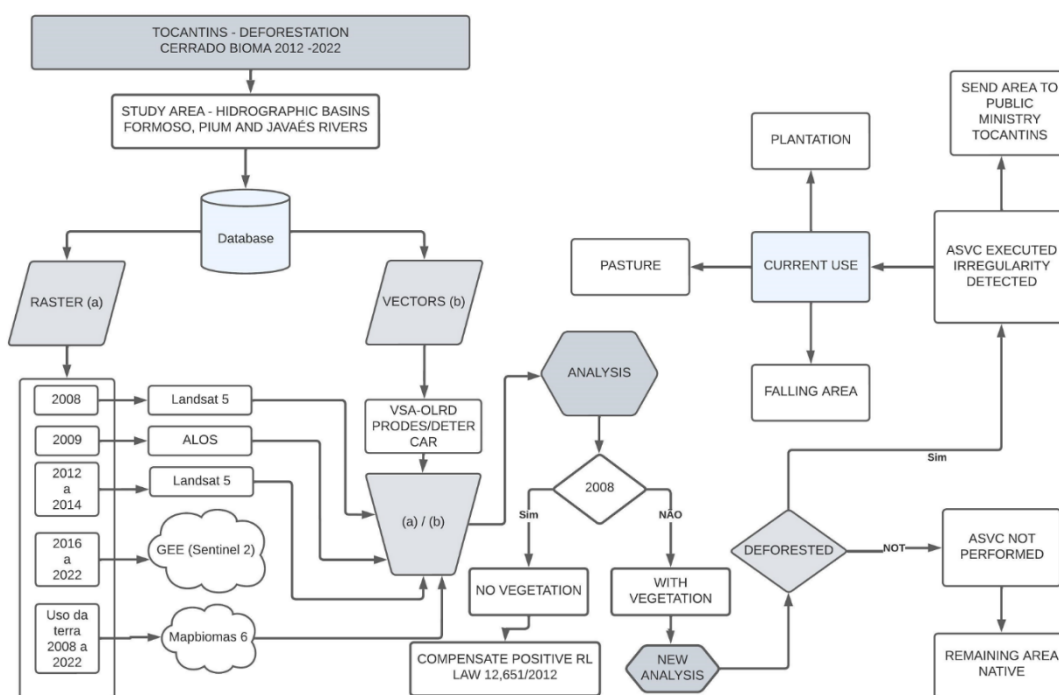 TOCANTINS - DEFORESTATION
CERRADO BIOMA 2012 -2022
STUDY AREA - HIDROGRAPHIC BASINS
FORMOSO, PIUM AND JAVAÉS RIVERS
Database
RASTER (a)
VECTORS (b)
2008
Landsat 5
2009
ALOS
2012
a
2014
Landsat 5
2016
a
2022
GEE (Sentinel 2)
Uso da
terra
2008 a
2022
Mapbiomas 6
VSA-OLRD
PRODES/DETER
CAR
(a) / (b)
ANALYSIS
2008
Sim
NÃO
NO VEGETATION
WITH
VEGETATION
COMPENSATE POSITIVE RL
LAW 12,651/2012
NEW
ANALYSIS
DEFORESTED
Sim
NOT
ASVC NOT
PERFORMED
REMAINING AREA
NATIVE
ASVC EXECUTED
IRREGULARITY
DETECTED
SEND AREA TO
PUBLIC
MINISTRY
TOCANTINS
CURRENT USE
PLANTATION
PASTURE
FALLING AREA